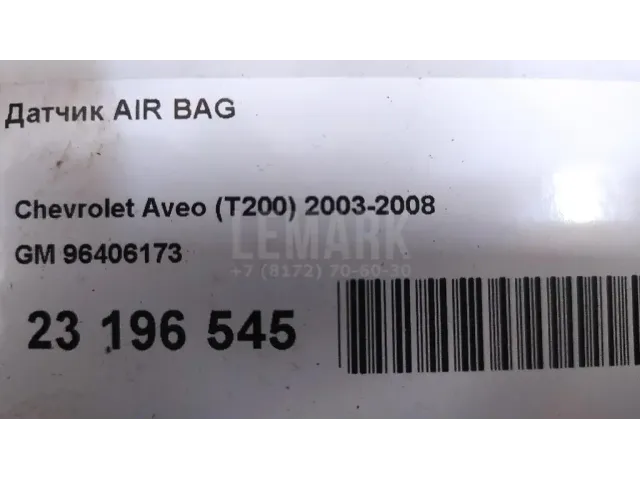 Датчик AIR BAG
Chevrolet Aveo (T200) 2003-2008
LEMARK
GM 96406173
+7 (8172) 70-60-30
23 196 545